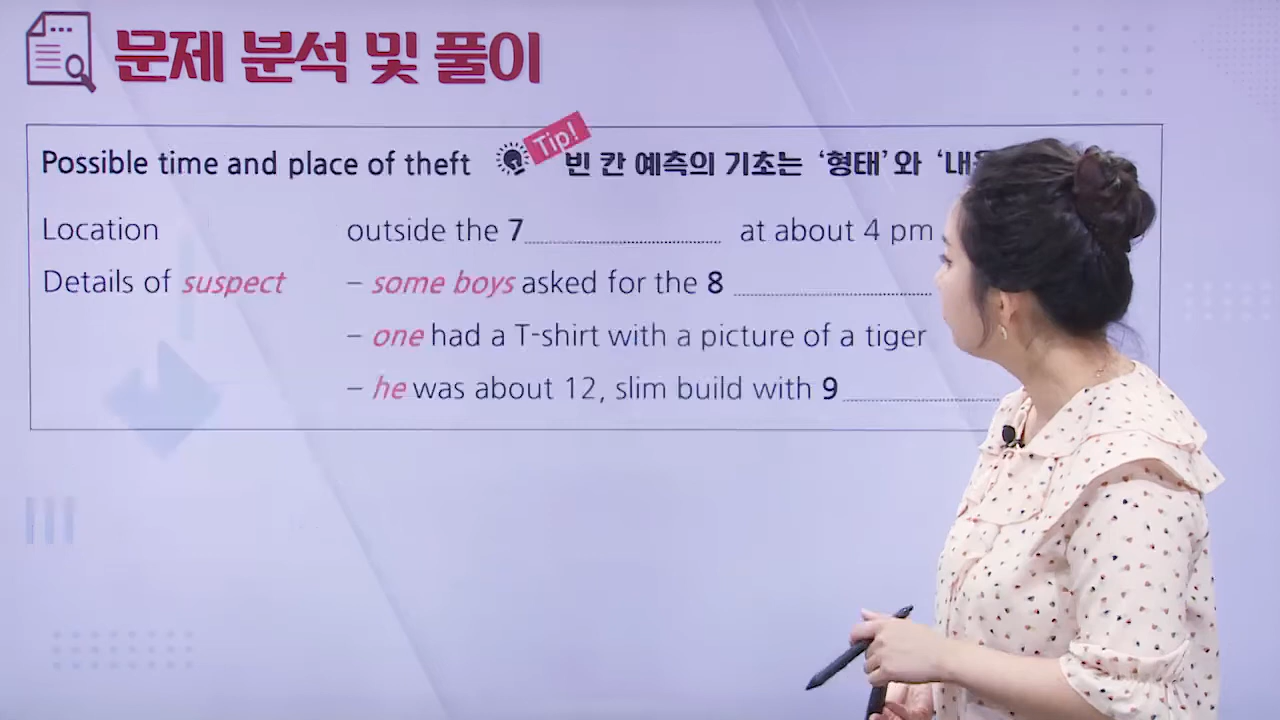 문제 분석 및 풀이
Tip!
Possible time and place of theft 빈 칸 예측의 기초는 ‘형태’와
Location outside the 7 at about 4 pm
Details of suspect – some boys asked for the 8
– one had a T-shirt with a picture of a tiger
– he was about 12, slim build with 9